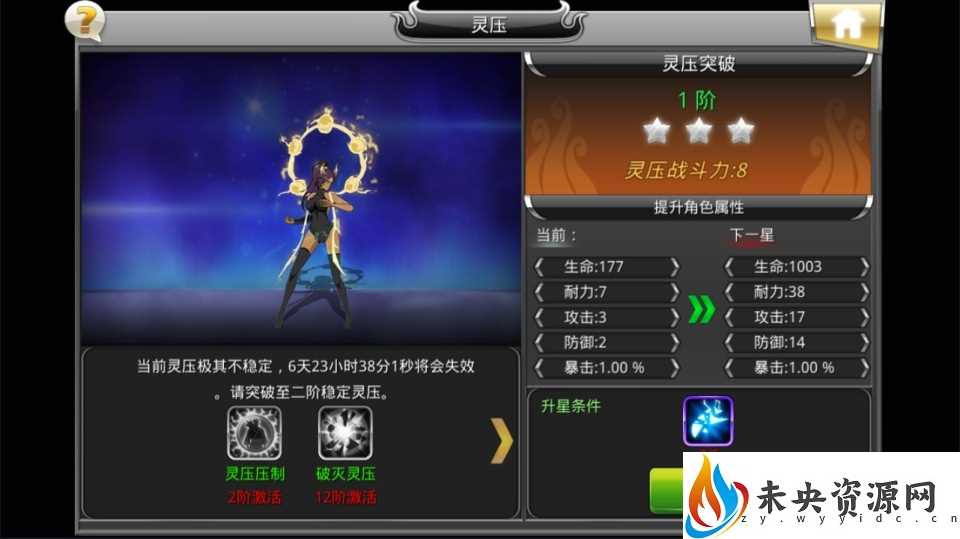 灵压
灵压突破
1 阶
灵压战斗力:8
提升角色属性
当前：
下一星
生命:177
生命:1003
耐力:7
耐力:38
攻击:3
攻击:17
防御:2
防御:14
暴击:1.00 %
暴击:1.00 %
当前灵压极其不稳定，6天23小时38分1秒将会失效
。请突破至二阶稳定灵压。
灵压压制
破灭灵压
2阶激活
12阶激活
升星条件
未央资源网
zy.wyyidc.cn